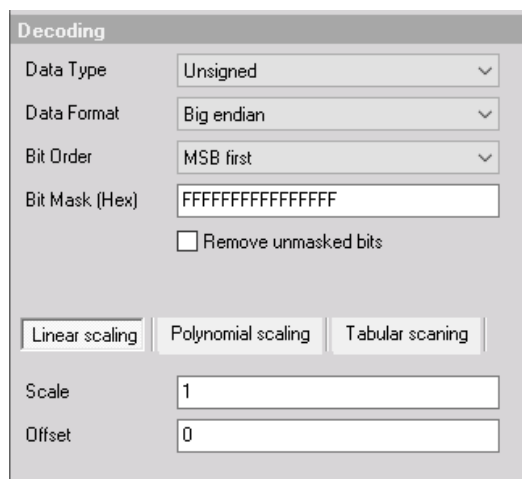 Decoding
Data Type Unsigned
Data Format Big endian
Bit Order MSB first
Bit Mask (Hex) FFFFFFFFFFFFFFFF
Remove unmasked bits
Linear scaling Polynomial scaling Tabular scaning
Scale 1
Offset 0